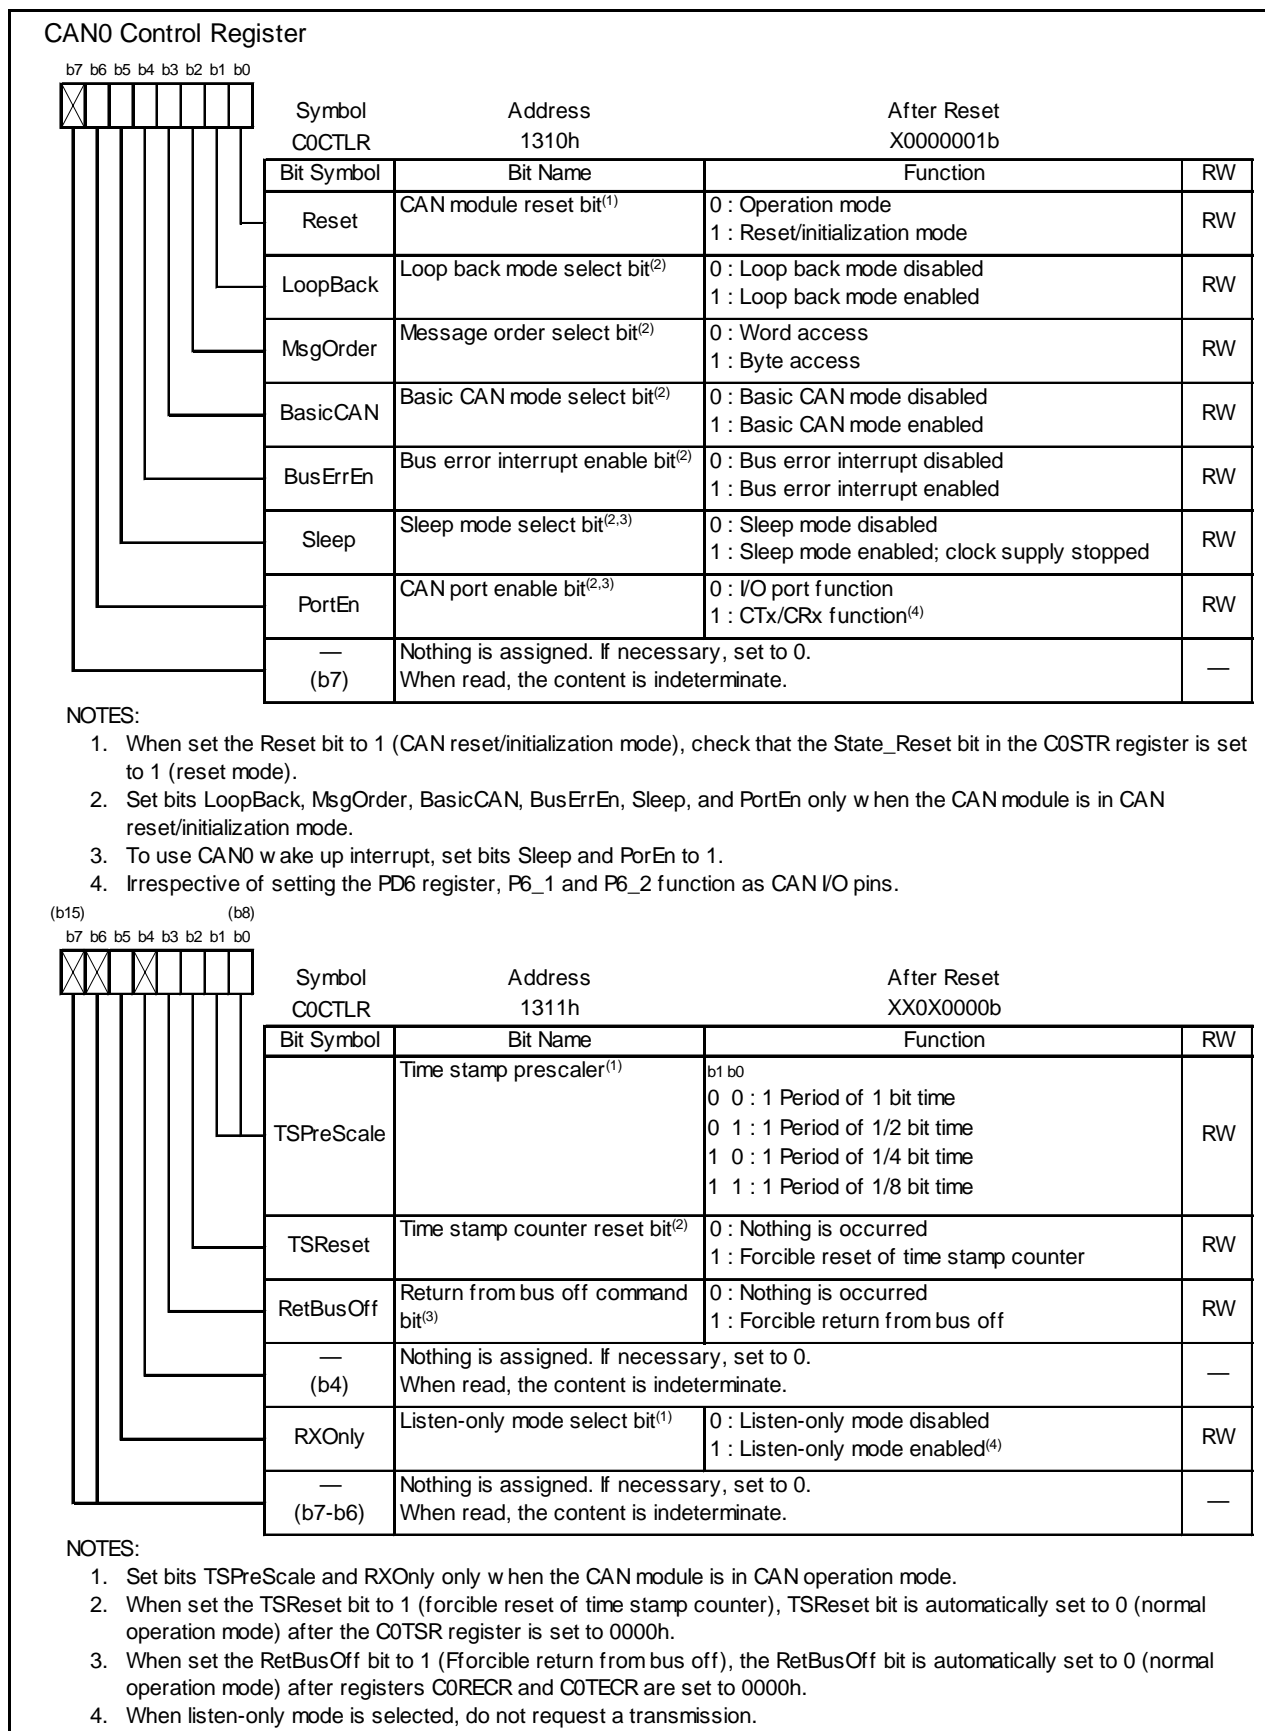 CAN0 Control Register
b7 b6 b5 b4 b3 b2 b1 b0
Symbol Address After Reset
C0CTLR 1310h X0000001b
Bit Symbol Bit Name Function RW
Reset CAN module reset bit(1) 0 : Operation mode RW
1 : Reset/initialization mode
LoopBack Loop back mode select bit(2) 0 : Loop back mode disabled RW
1 : Loop back mode enabled
MsgOrder Message order select bit(2) 0 : Word access RW
1 : Byte access
BasicCAN Basic CAN mode select bit(2) 0 : Basic CAN mode disabled RW
1 : Basic CAN mode enabled
BusErrEn Bus error interrupt enable bit(2) 0 : Bus error interrupt disabled RW
1 : Bus error interrupt enabled
Sleep Sleep mode select bit(2,3) 0 : Sleep mode disabled RW
1 : Sleep mode enabled; clock supply stopped
PortEn CAN port enable bit(2,3) 0 : I/O port function RW
1 : CTx/CRx function(4)
— Nothing is assigned. If necessary, set to 0. —
(b7) When read, the content is indeterminate.
NOTES:
1. When set the Reset bit to 1 (CAN reset/initialization mode), check that the State_Reset bit in the C0STR register is set
to 1 (reset mode).
2. Set bits LoopBack, MsgOrder, BasicCAN, BusErrEn, Sleep, and PortEn only when the CAN module is in CAN
reset/initialization mode.
3. To use CAN0 wake up interrupt, set bits Sleep and PorEn to 1.
4. Irrespective of setting the PD6 register, P6_1 and P6_2 function as CAN I/O pins.
(b15) (b8)
b7 b6 b5 b4 b3 b2 b1 b0
Symbol Address After Reset
C0CTLR 1311h XX0X0000b
Bit Symbol Bit Name Function RW
TSPreScale Time stamp prescaler(1) b1 b0 RW
0 0 : 1 Period of 1 bit time
0 1 : 1 Period of 1/2 bit time
1 0 : 1 Period of 1/4 bit time
1 1 : 1 Period of 1/8 bit time
TSReset Time stamp counter reset bit(2) 0 : Nothing is occurred RW
1 : Forcible reset of time stamp counter
RetBusOff Return from bus off command 0 : Nothing is occurred RW
bit(3) 1 : Forcible return from bus off
— Nothing is assigned. If necessary, set to 0. —
(b4) When read, the content is indeterminate.
RXOnly Listen-only mode select bit(1) 0 : Listen-only mode disabled RW
1 : Listen-only mode enabled(4)
— Nothing is assigned. If necessary, set to 0. —
(b7-b6) When read, the content is indeterminate.
NOTES:
1. Set bits TSPreScale and RXOnly only when the CAN module is in CAN operation mode.
2. When set the TSReset bit to 1 (forcible reset of time stamp counter), TSReset bit is automatically set to 0 (normal
operation mode) after the C0TSR register is set to 0000h.
3. When set the RetBusOff bit to 1 (Fforcible return from bus off), the RetBusOff bit is automatically set to 0 (normal
operation mode) after registers C0RECR and C0TECR are set to 0000h.
4. When listen-only mode is selected, do not request a transmission.